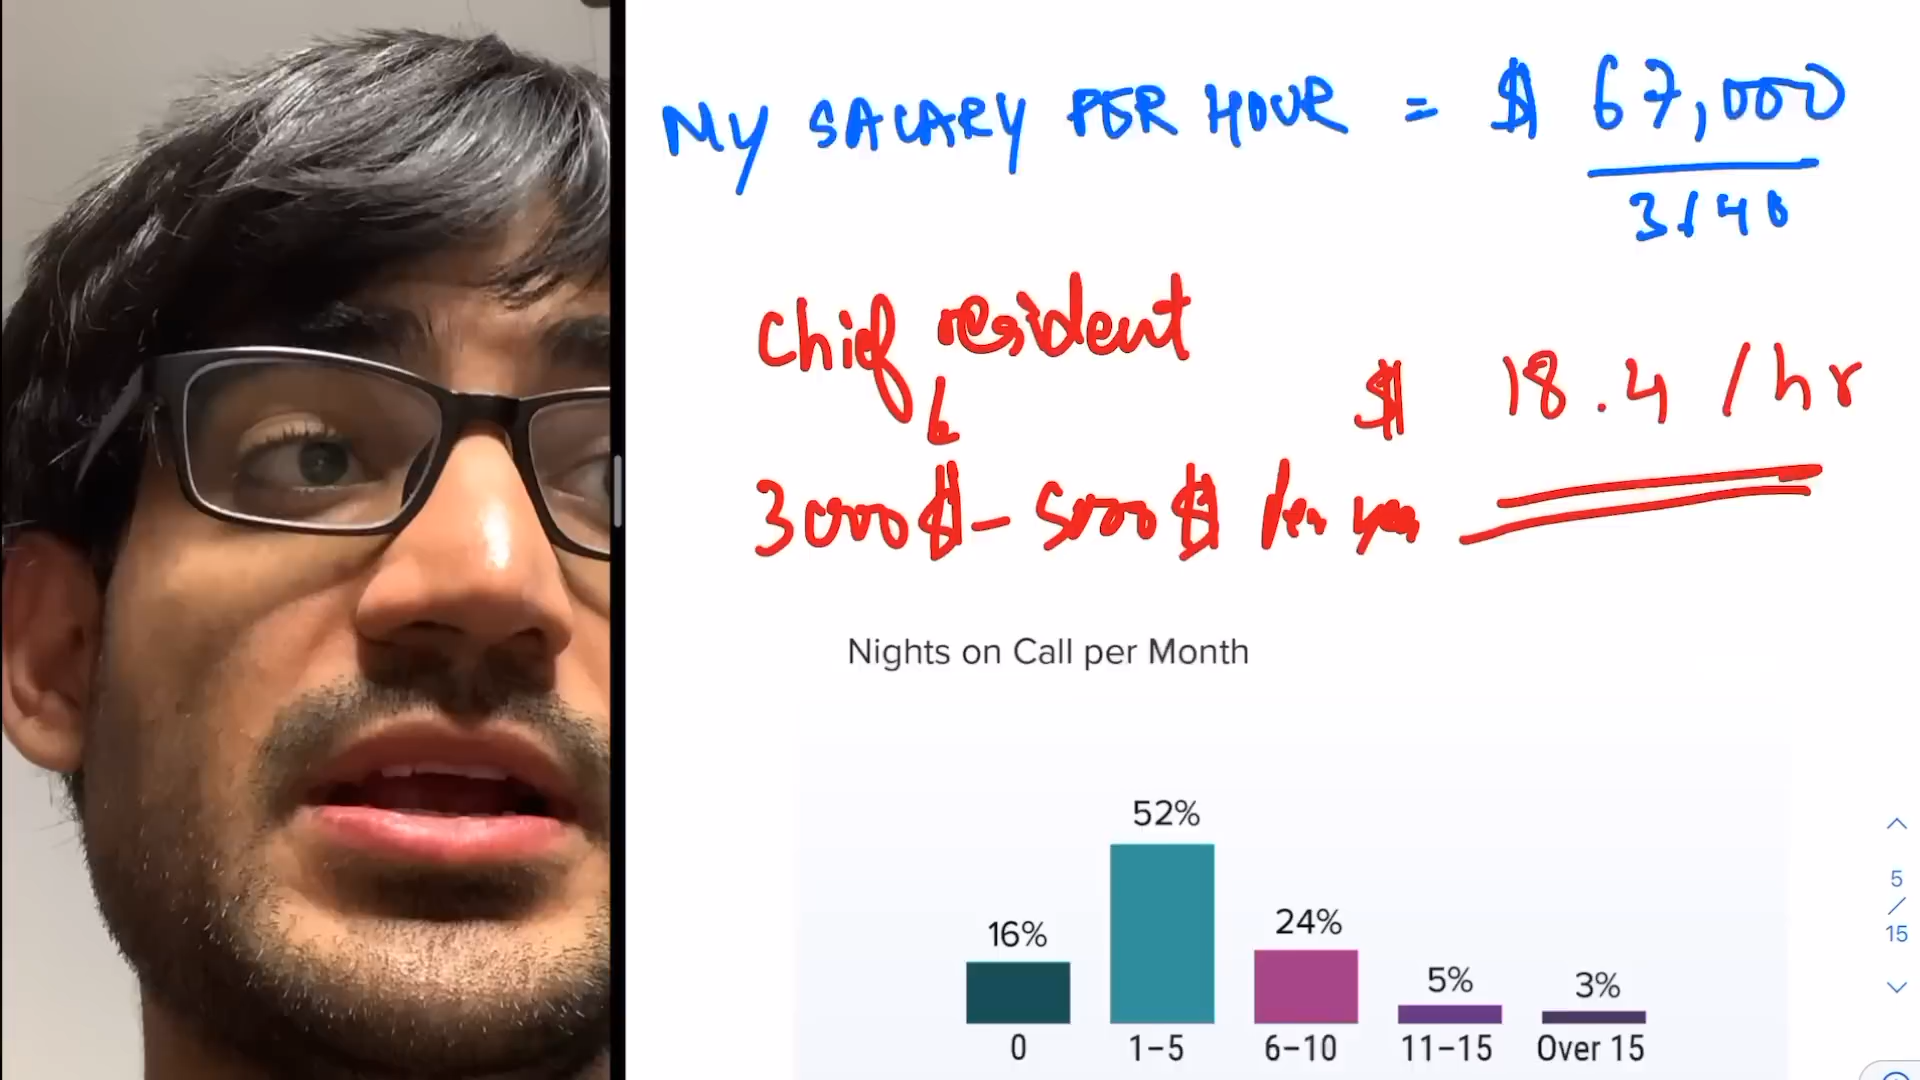 MY SALARY PER HOUR = $ 67,000
3640
Chief resident
$ 18.4 / hr
3000$ - 5000$ per year
Nights on Call per Month
52%
24%
16%
5%
3%
0
1–5
6–10
11–15
Over 15
5
/
15